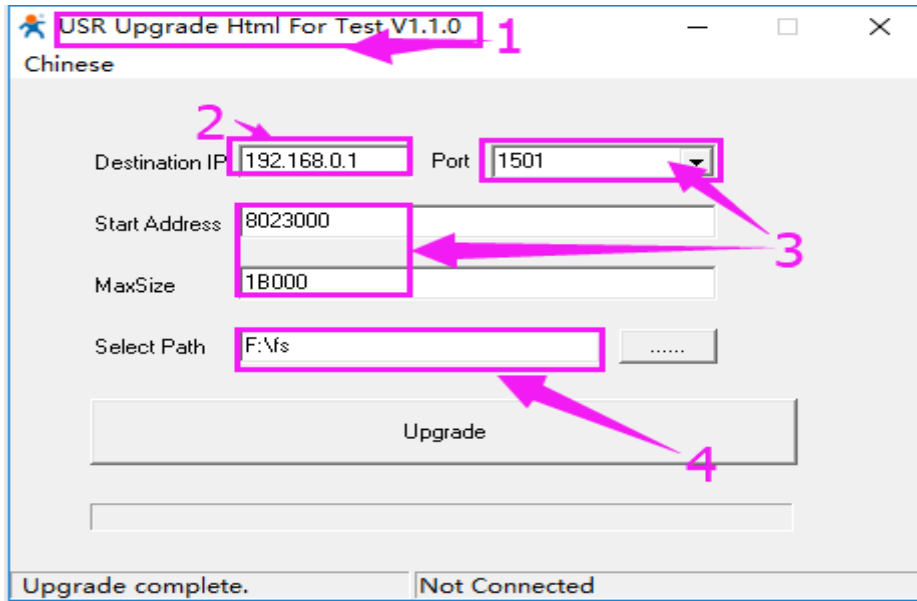 USR Upgrade Html For Test V1.1.0
1
Chinese
2
Destination IP 192.168.0.1 Port 1501
Start Address 8023000
3
MaxSize 1B000
Select Path F:\fs ......
Upgrade
4
Upgrade complete. Not Connected